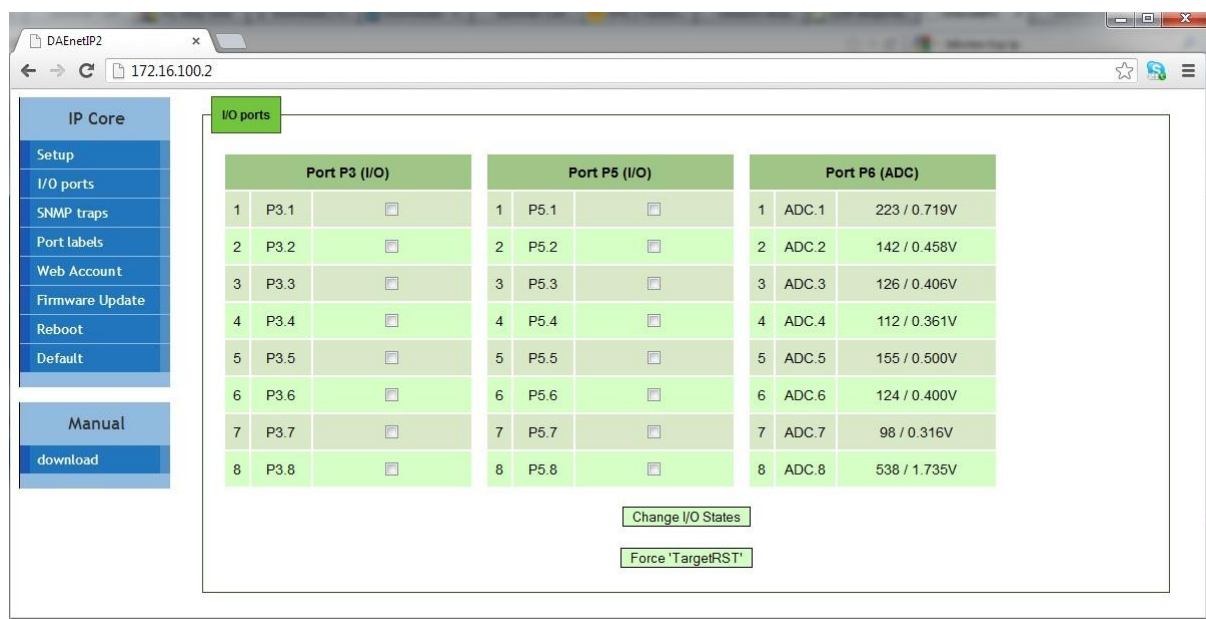 DAEnetIP2
172.16.100.2
IP Core
Setup
I/O ports
SNMP traps
Port labels
Web Account
Firmware Update
Reboot
Default
Manual
download
I/O ports
Port P3 (I/O)
1 P3.1
2 P3.2
3 P3.3
4 P3.4
5 P3.5
6 P3.6
7 P3.7
8 P3.8
Port P5 (I/O)
1 P5.1
2 P5.2
3 P5.3
4 P5.4
5 P5.5
6 P5.6
7 P5.7
8 P5.8
Port P6 (ADC)
1 ADC.1 223 / 0.719V
2 ADC.2 142 / 0.458V
3 ADC.3 126 / 0.406V
4 ADC.4 112 / 0.361V
5 ADC.5 155 / 0.500V
6 ADC.6 124 / 0.400V
7 ADC.7 98 / 0.316V
8 ADC.8 538 / 1.735V
Change I/O States
Force 'TargetRST'